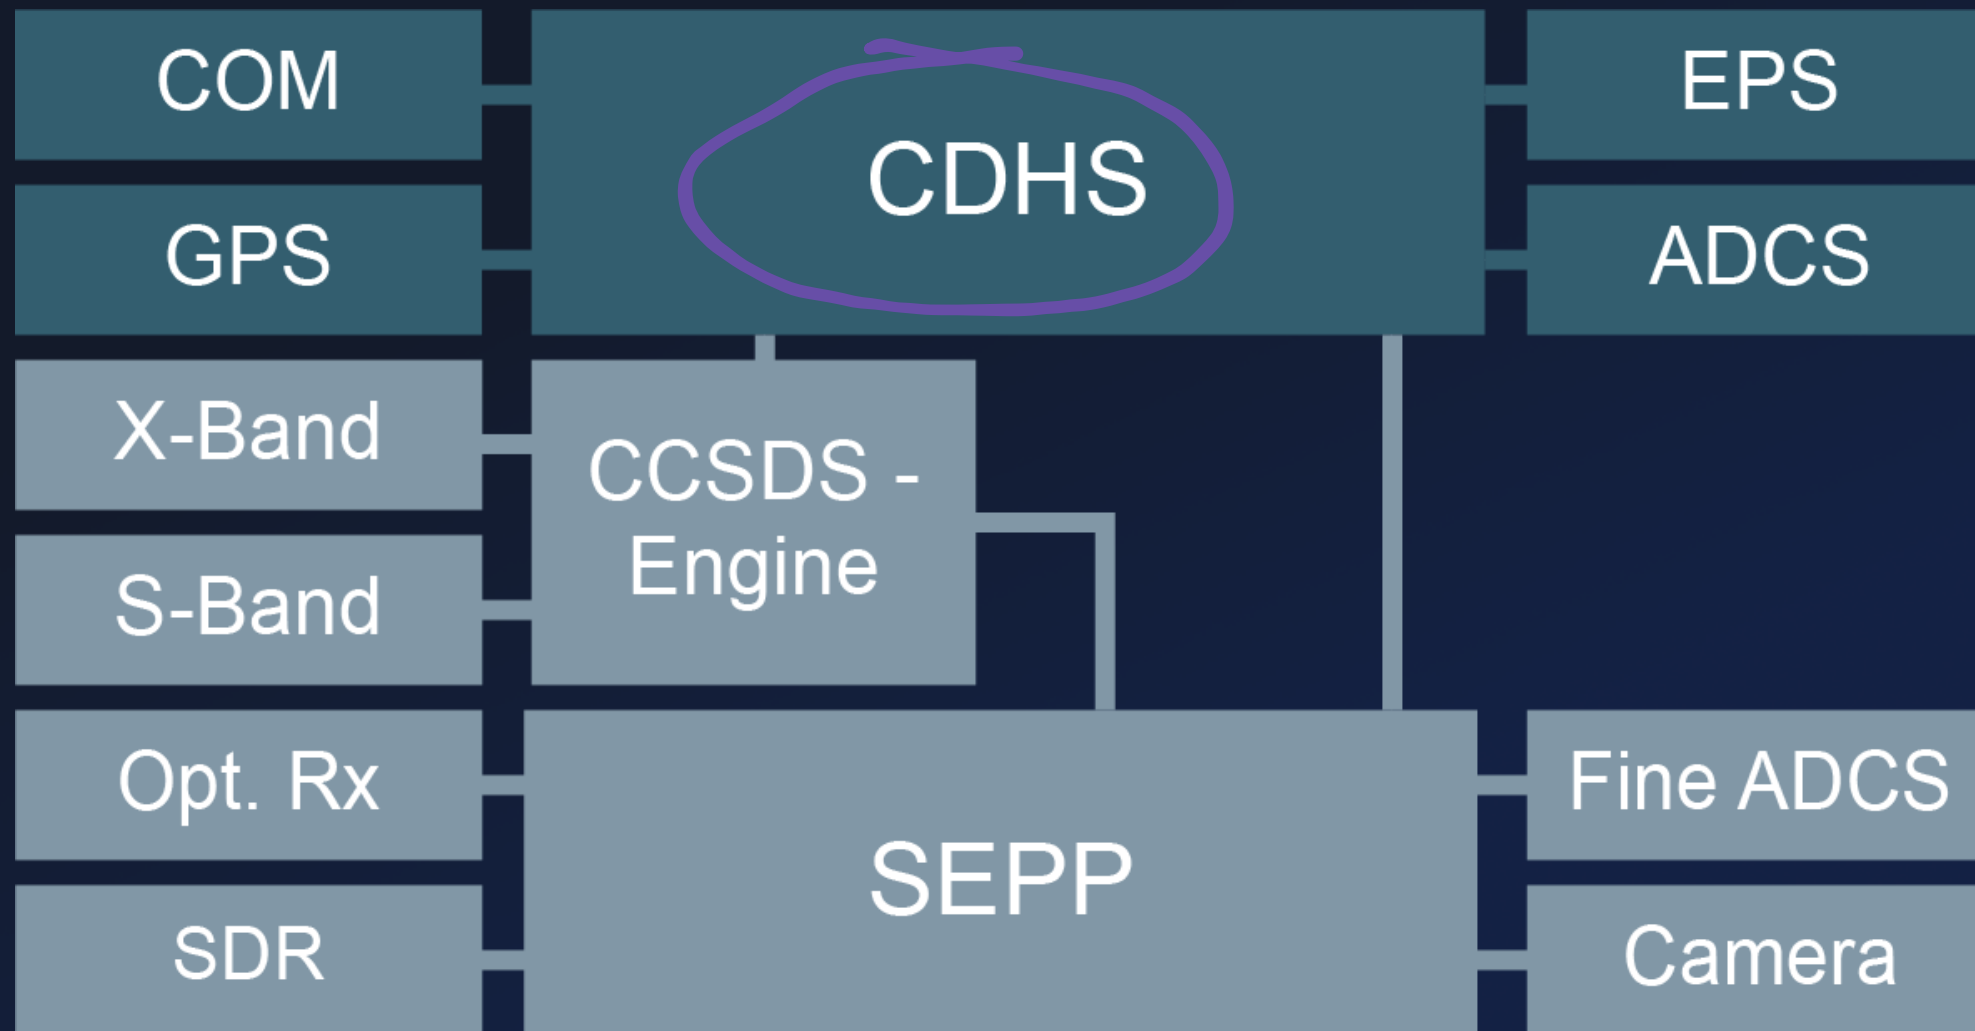 COM
CDHS
EPS
GPS
ADCS
X-Band
CCSDS -
Engine
S-Band
Opt. Rx
SEPP
Fine ADCS
SDR
Camera